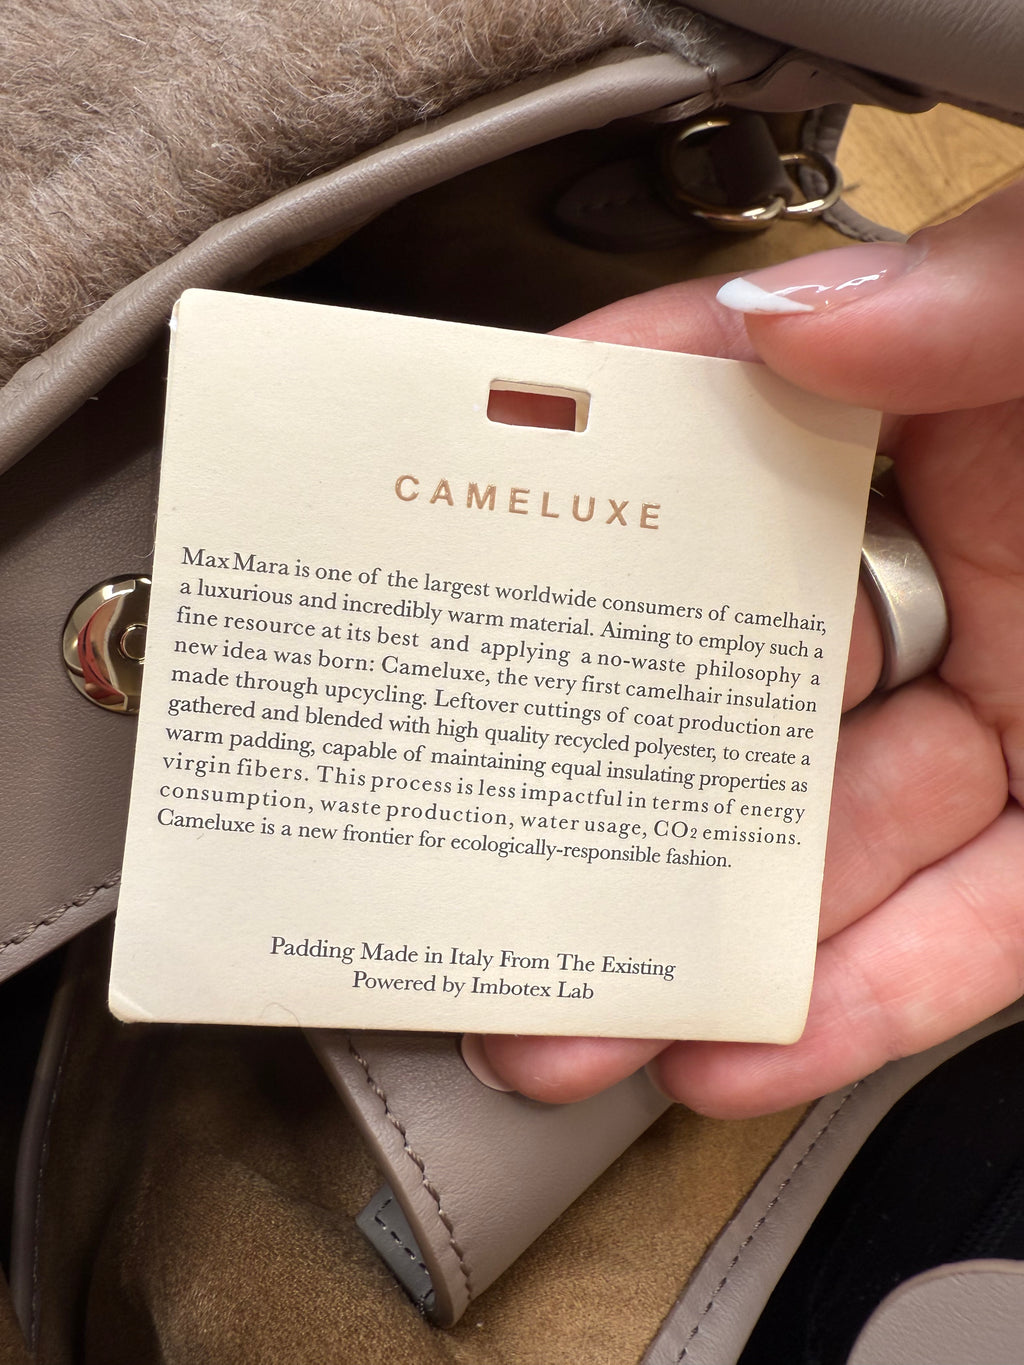 CAMELUXE
MaxMara is one of the largest worldwide consumers of camelhair,
a luxurious and incredibly warm material. Aiming to employ such a
fine resource at its best and applying a no-waste philosophy a
new idea was born: Cameluxe, the very first camelhair insulation
made through upcycling. Leftover cuttings of coat production are
gathered and blended with high quality recycled polyester, to create a
warm padding, capable of maintaining equal insulating properties as
virgin fibers. This process is less impactful in terms of energy
consumption, waste production, water usage, CO2 emissions.
Cameluxe is a new frontier for ecologically-responsible fashion.
Padding Made in Italy From The Existing
Powered by Imbotex Lab